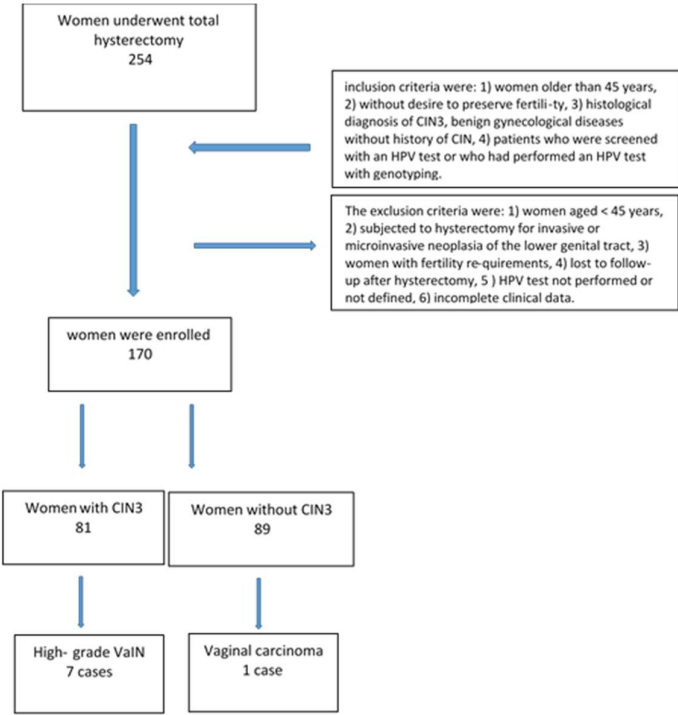 Women underwent total
hysterectomy
254
inclusion criteria were: 1) women older than 45 years,
2) without desire to preserve fertili-ty, 3) histological
diagnosis of CIN3, benign gynecological diseases
without history of CIN, 4) patients who were screened
with an HPV test or who had performed an HPV test
with genotyping.
The exclusion criteria were: 1) women aged < 45 years,
2) subjected to hysterectomy for invasive or
microinvasive neoplasia of the lower genital tract, 3)
women with fertility re-quirements, 4) lost to follow-
up after hysterectomy, 5 ) HPV test not performed or
not defined, 6) incomplete clinical data.
women were enrolled
170
Women with CIN3
81
Women without CIN3
89
High- grade VaIN
7 cases
Vaginal carcinoma
1 case